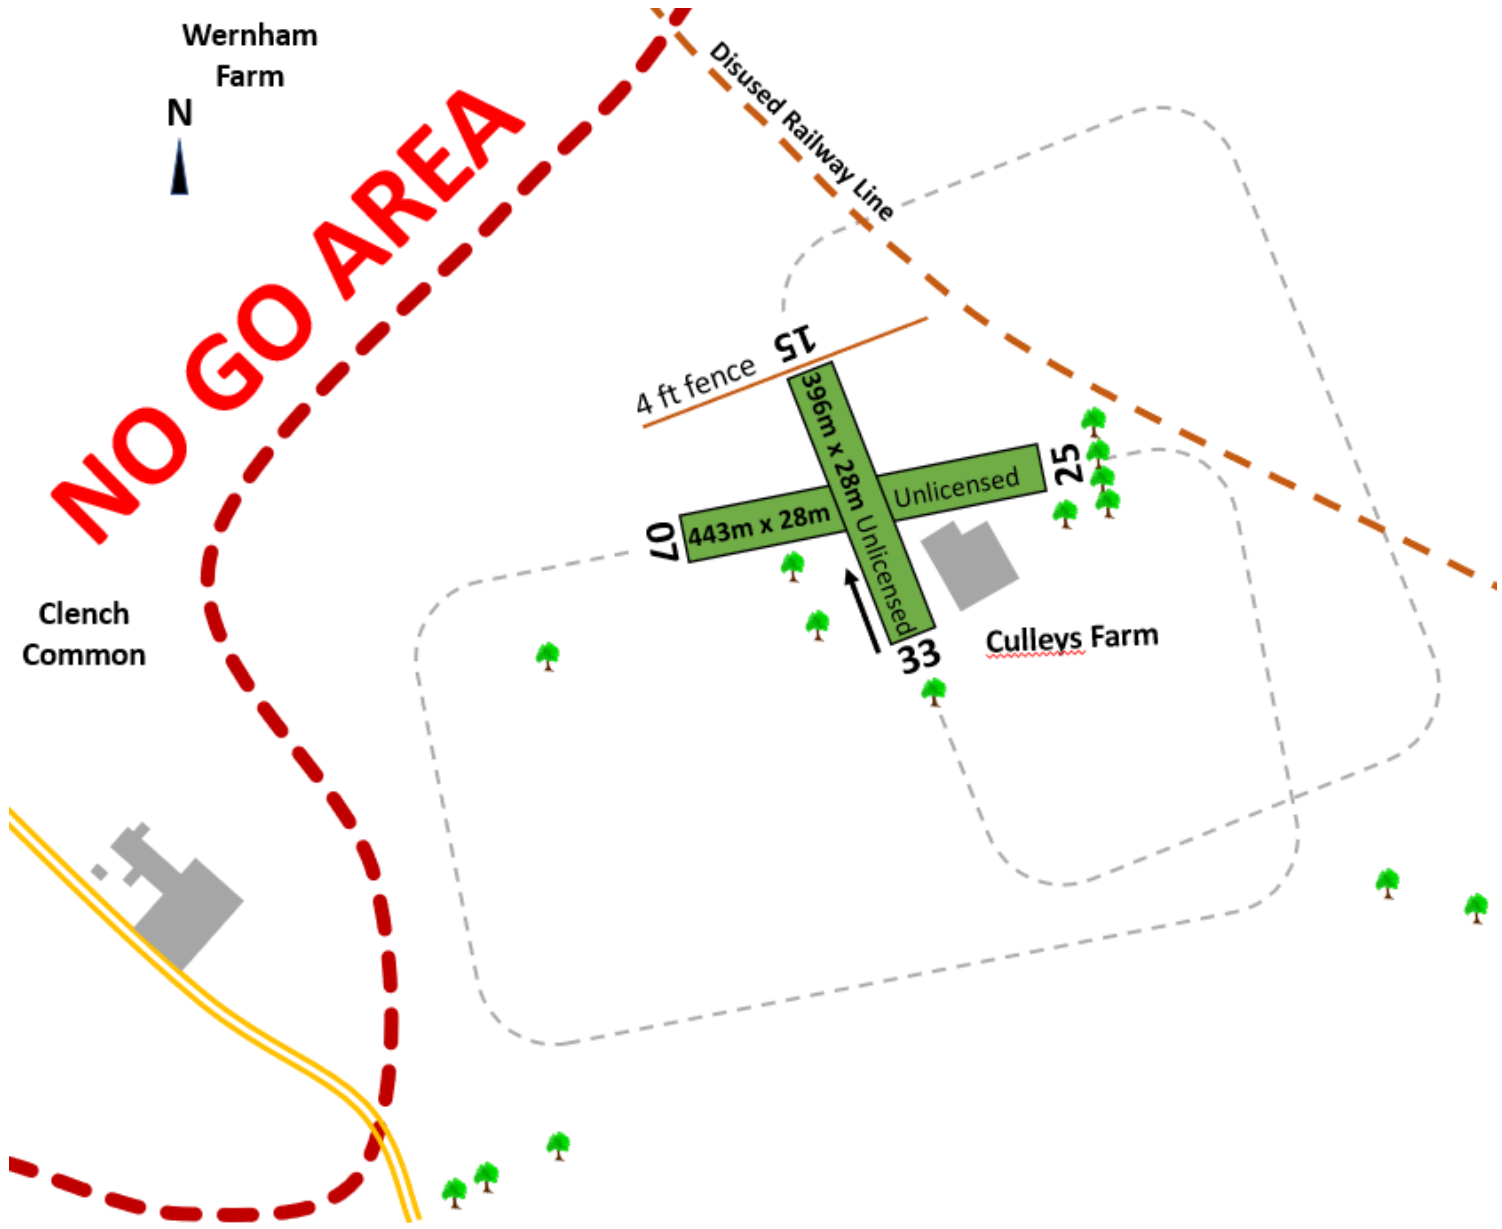 Wernham
Farm
N
NO GO AREA
Disused Railway Line
15
4 ft fence
396m x 28m Unlicensed
25
Unlicensed
443m x 28m
07
33
Culleys Farm
Clench
Common